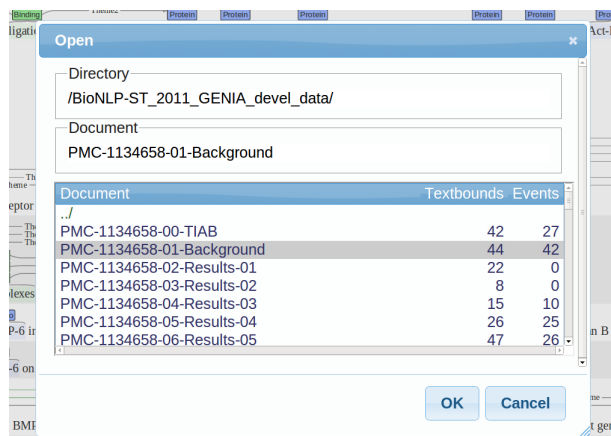 Binding
Theme2
Protein Protein Protein Protein Protein
Open
×
Directory
/BioNLP-ST_2011_GENIA_devel_data/
Document
PMC-1134658-01-Background
Document Textbounds Events
../
PMC-1134658-00-TIAB 42 27
PMC-1134658-01-Background 44 42
PMC-1134658-02-Results-01 22 0
PMC-1134658-03-Results-02 8 0
PMC-1134658-04-Results-03 15 10
PMC-1134658-05-Results-04 26 25
PMC-1134658-06-Results-05 47 26
OK Cancel
BMP